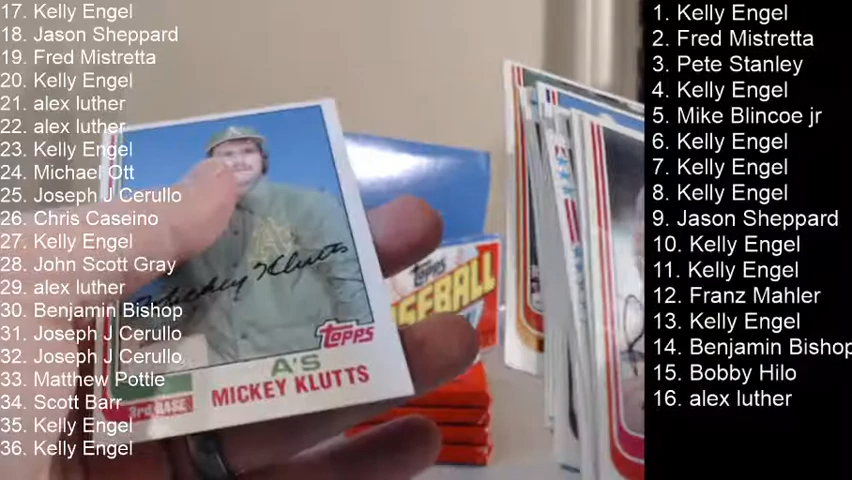 17. Kelly Engel
18. Jason Sheppard
19. Fred Mistretta
20. Kelly Engel
21. alex luther
22. alex luther
23. Kelly Engel
24. Michael Ott
25. Joseph J Cerullo
26. Chris Caseino
27. Kelly Engel
28. John Scott Gray
29. alex luther
30. Benjamin Bishop
31. Joseph J Cerullo
32. Joseph J Cerullo
33. Matthew Pottle
34. Scott Barr
35. Kelly Engel
36. Kelly Engel
Mickey Klutts
Topps
A'S
3rd BASE
MICKEY KLUTTS
Topps
BASEBALL
1. Kelly Engel
2. Fred Mistretta
3. Pete Stanley
4. Kelly Engel
5. Mike Blincoe jr
6. Kelly Engel
7. Kelly Engel
8. Kelly Engel
9. Jason Sheppard
10. Kelly Engel
11. Kelly Engel
12. Franz Mahler
13. Kelly Engel
14. Benjamin Bishop
15. Bobby Hilo
16. alex luther